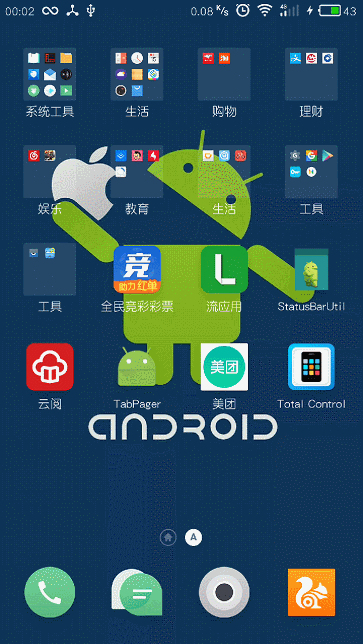 00:02 0.08 K/s 4G 43
系统工具 生活 购物 理财
娱乐 教育 生活 工具
竞
助力红单
L
工具 全民竞彩彩票 流应用 StatusBarUtil
美团
云阅 TabPager 美团 Total Control
ANDROID
A